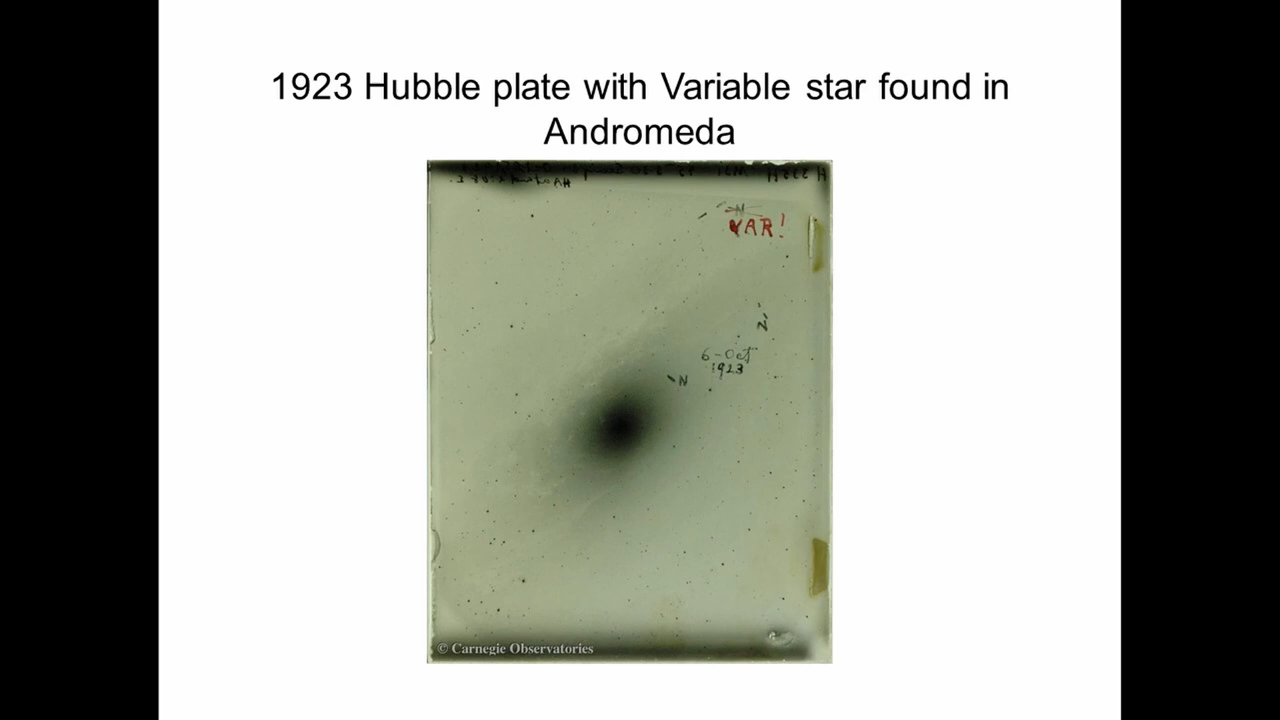 1923 Hubble plate with Variable star found in
Andromeda
N
VAR!
N
6-Oct
1923
N
© Carnegie Observatories